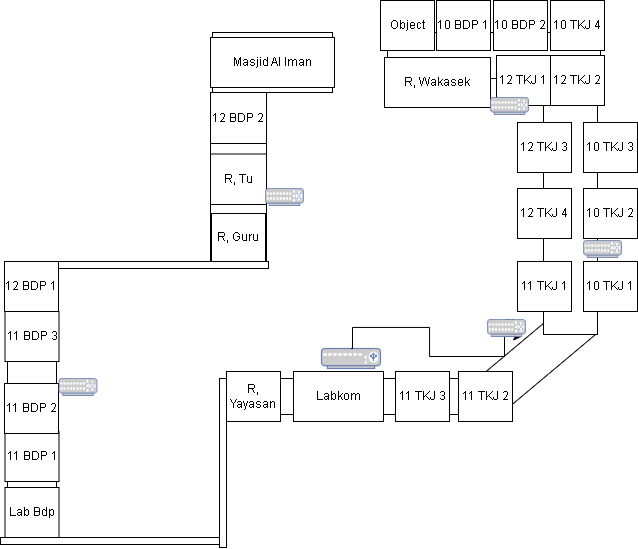 Object
10 BDP 1
10 BDP 2
10 TKJ 4
Masjid Al Iman
R, Wakasek
12 TKJ 1
12 TKJ 2
12 BDP 2
12 TKJ 3
10 TKJ 3
R, Tu
12 TKJ 4
10 TKJ 2
R, Guru
12 BDP 1
11 TKJ 1
10 TKJ 1
11 BDP 3
R,
Yayasan
Labkom
11 TKJ 3
11 TKJ 2
11 BDP 2
11 BDP 1
Lab Bdp